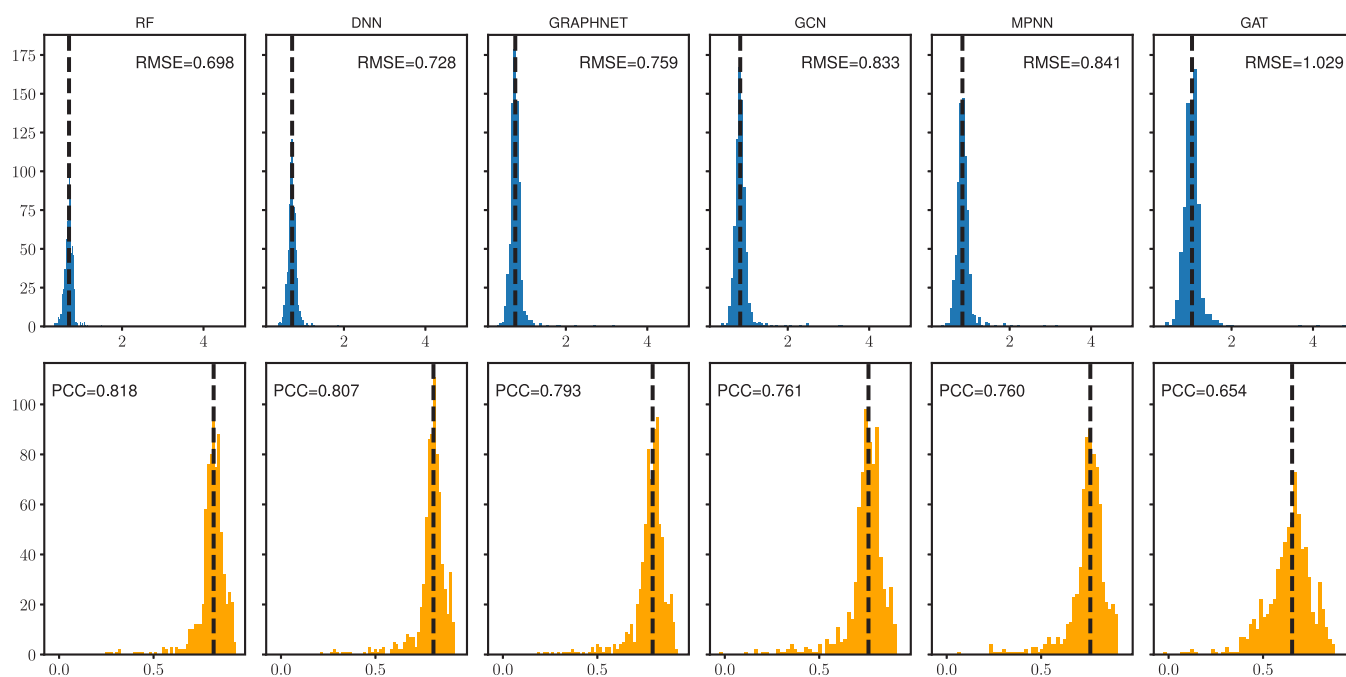 RF DNN GRAPHNET GCN MPNN GAT
175 RMSE=0.698 RMSE=0.728 RMSE=0.759 RMSE=0.833 RMSE=0.841 RMSE=1.029
150
125
100
75
50
25
0
2 4 2 4 2 4 2 4 2 4 2 4
PCC=0.818 PCC=0.807 PCC=0.793 PCC=0.761 PCC=0.760 PCC=0.654
100
80
60
40
20
0
0.0 0.5 0.0 0.5 0.0 0.5 0.0 0.5 0.0 0.5 0.0 0.5